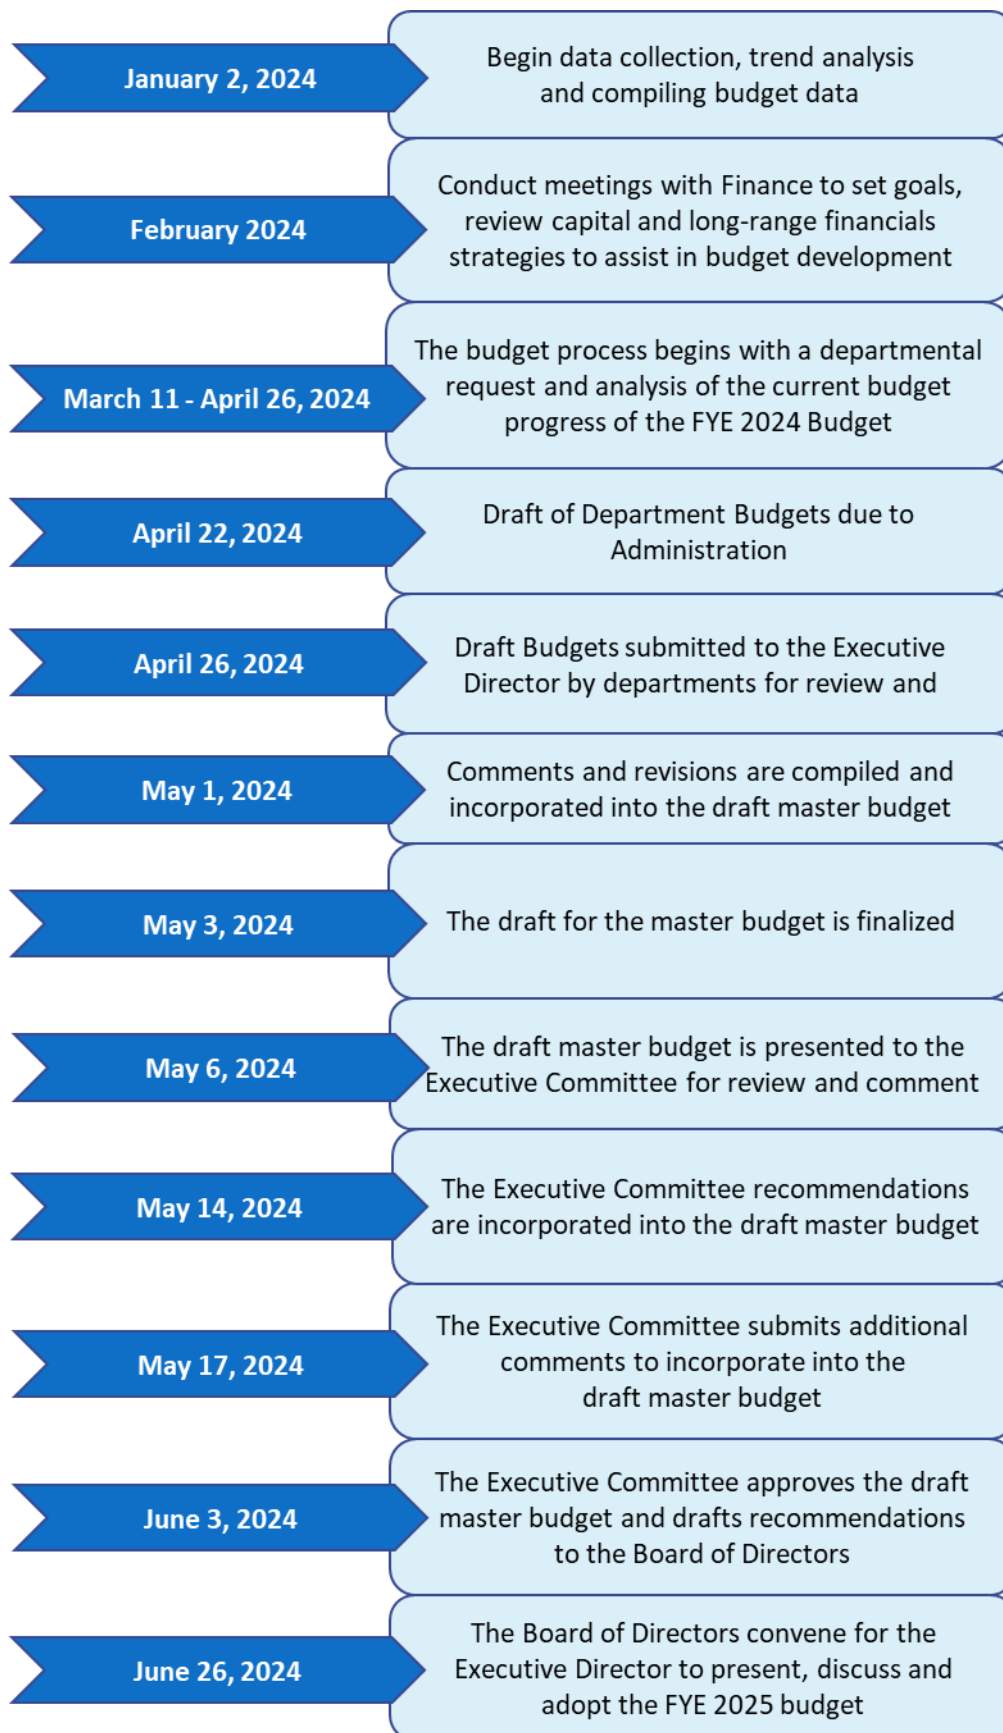 January 2, 2024
Begin data collection, trend analysis
and compiling budget data
February 2024
Conduct meetings with Finance to set goals,
review capital and long-range financials
strategies to assist in budget development
March 11 - April 26, 2024
The budget process begins with a departmental
request and analysis of the current budget
progress of the FYE 2024 Budget
April 22, 2024
Draft of Department Budgets due to
Administration
April 26, 2024
Draft Budgets submitted to the Executive
Director by departments for review and
May 1, 2024
Comments and revisions are compiled and
incorporated into the draft master budget
May 3, 2024
The draft for the master budget is finalized
May 6, 2024
The draft master budget is presented to the
Executive Committee for review and comment
May 14, 2024
The Executive Committee recommendations
are incorporated into the draft master budget
May 17, 2024
The Executive Committee submits additional
comments to incorporate into the
draft master budget
June 3, 2024
The Executive Committee approves the draft
master budget and drafts recommendations
to the Board of Directors
June 26, 2024
The Board of Directors convene for the
Executive Director to present, discuss and
adopt the FYE 2025 budget